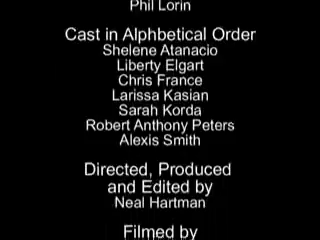 Phil Lorin
Cast in Alphbetical Order
Shelene Atanacio
Liberty Elgart
Chris France
Larissa Kasian
Sarah Korda
Robert Anthony Peters
Alexis Smith
Directed, Produced
and Edited by
Neal Hartman
Filmed by